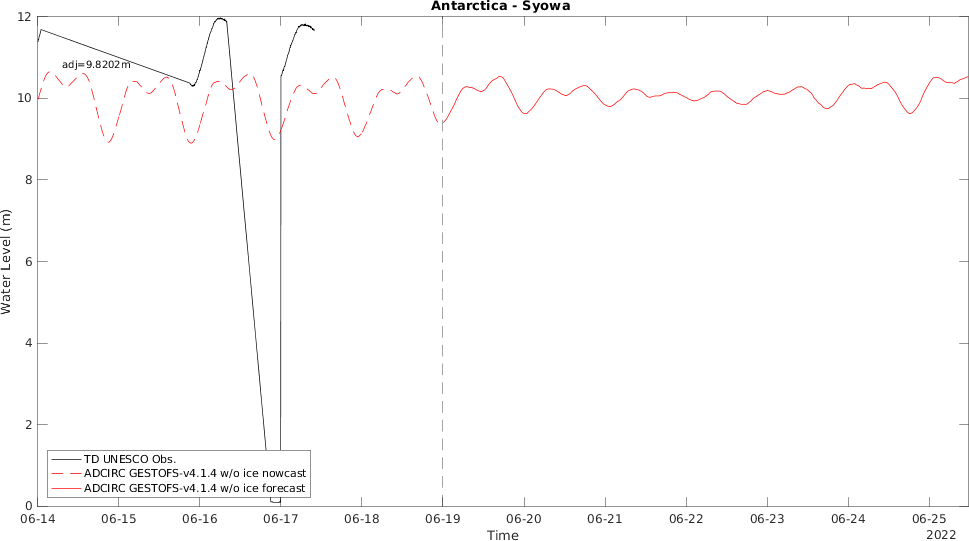 Antarctica - Syowa
12
adj=9.8202m
10
8
6
4
2
0
Water Level (m)
TD UNESCO Obs.
ADCIRC GESTOFS-v4.1.4 w/o ice nowcast
ADCIRC GESTOFS-v4.1.4 w/o ice forecast
06-14 06-15 06-16 06-17 06-18 06-19 06-20 06-21 06-22 06-23 06-24 06-25
Time
2022